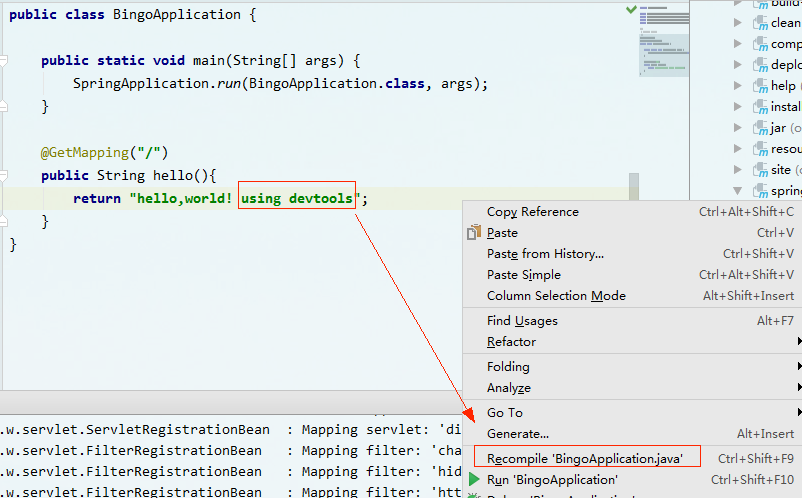 public class BingoApplication {
public static void main(String[] args) {
SpringApplication.run(BingoApplication.class, args);
}
@GetMapping("/")
public String hello(){
return "hello,world! using devtools";
}
}
clean
comp
deplo
help (
instal
jar (o
resou
site (
spring
Copy Reference Ctrl+Alt+Shift+C
Paste Ctrl+V
Paste from History... Ctrl+Shift+V
Paste Simple Ctrl+Alt+Shift+V
Column Selection Mode Alt+Shift+Insert
Find Usages Alt+F7
Refactor
Folding
Analyze
Go To
Generate... Alt+Insert
Recompile 'BingoApplication.java' Ctrl+Shift+F9
Run 'BingoApplication' Ctrl+Shift+F10
.w.servlet.ServletRegistrationBean : Mapping servlet: 'di
.w.servlet.FilterRegistrationBean : Mapping filter: 'cha
.w.servlet.FilterRegistrationBean : Mapping filter: 'hid
.w.servlet.FilterRegistrationBean : Mapping filter: 'htt